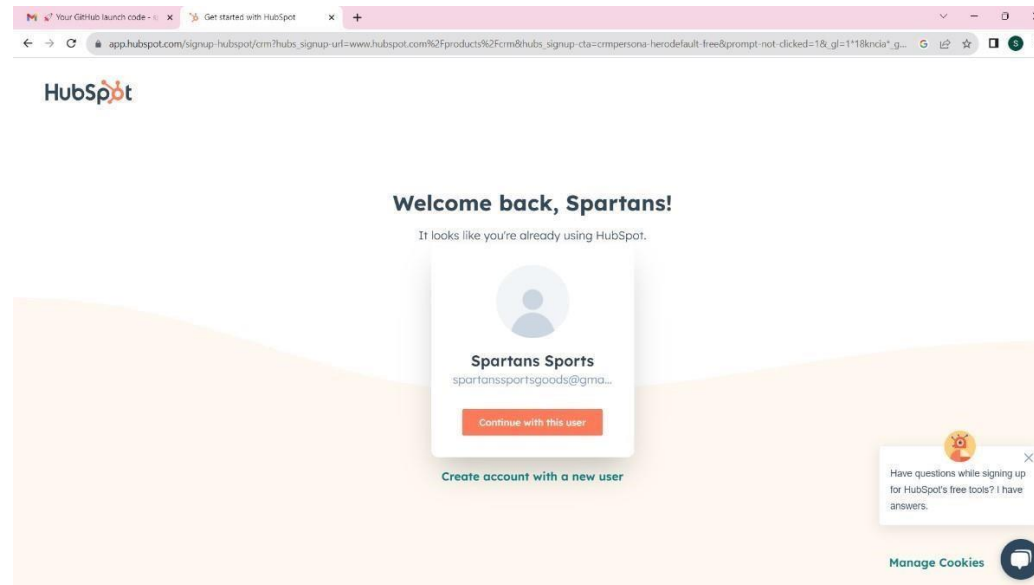 Your GitHub launch code -
Get started with HubSpot
app.hubspot.com/signup-hubspot/crm?hubs_signup-url=www.hubspot.com%2Fproducts%2Fcrm&hubs_signup-cta=crmpersona-herodefault-free&prompt-not-clicked=1&_gl=1*18kncia*_g...
S
HubSpot
Welcome back, Spartans!
It looks like you're already using HubSpot.
Spartans Sports
spartanssportsgoods@gma...
Continue with this user
Create account with a new user
Have questions while signing up
for HubSpot's free tools? I have
answers.
Manage Cookies